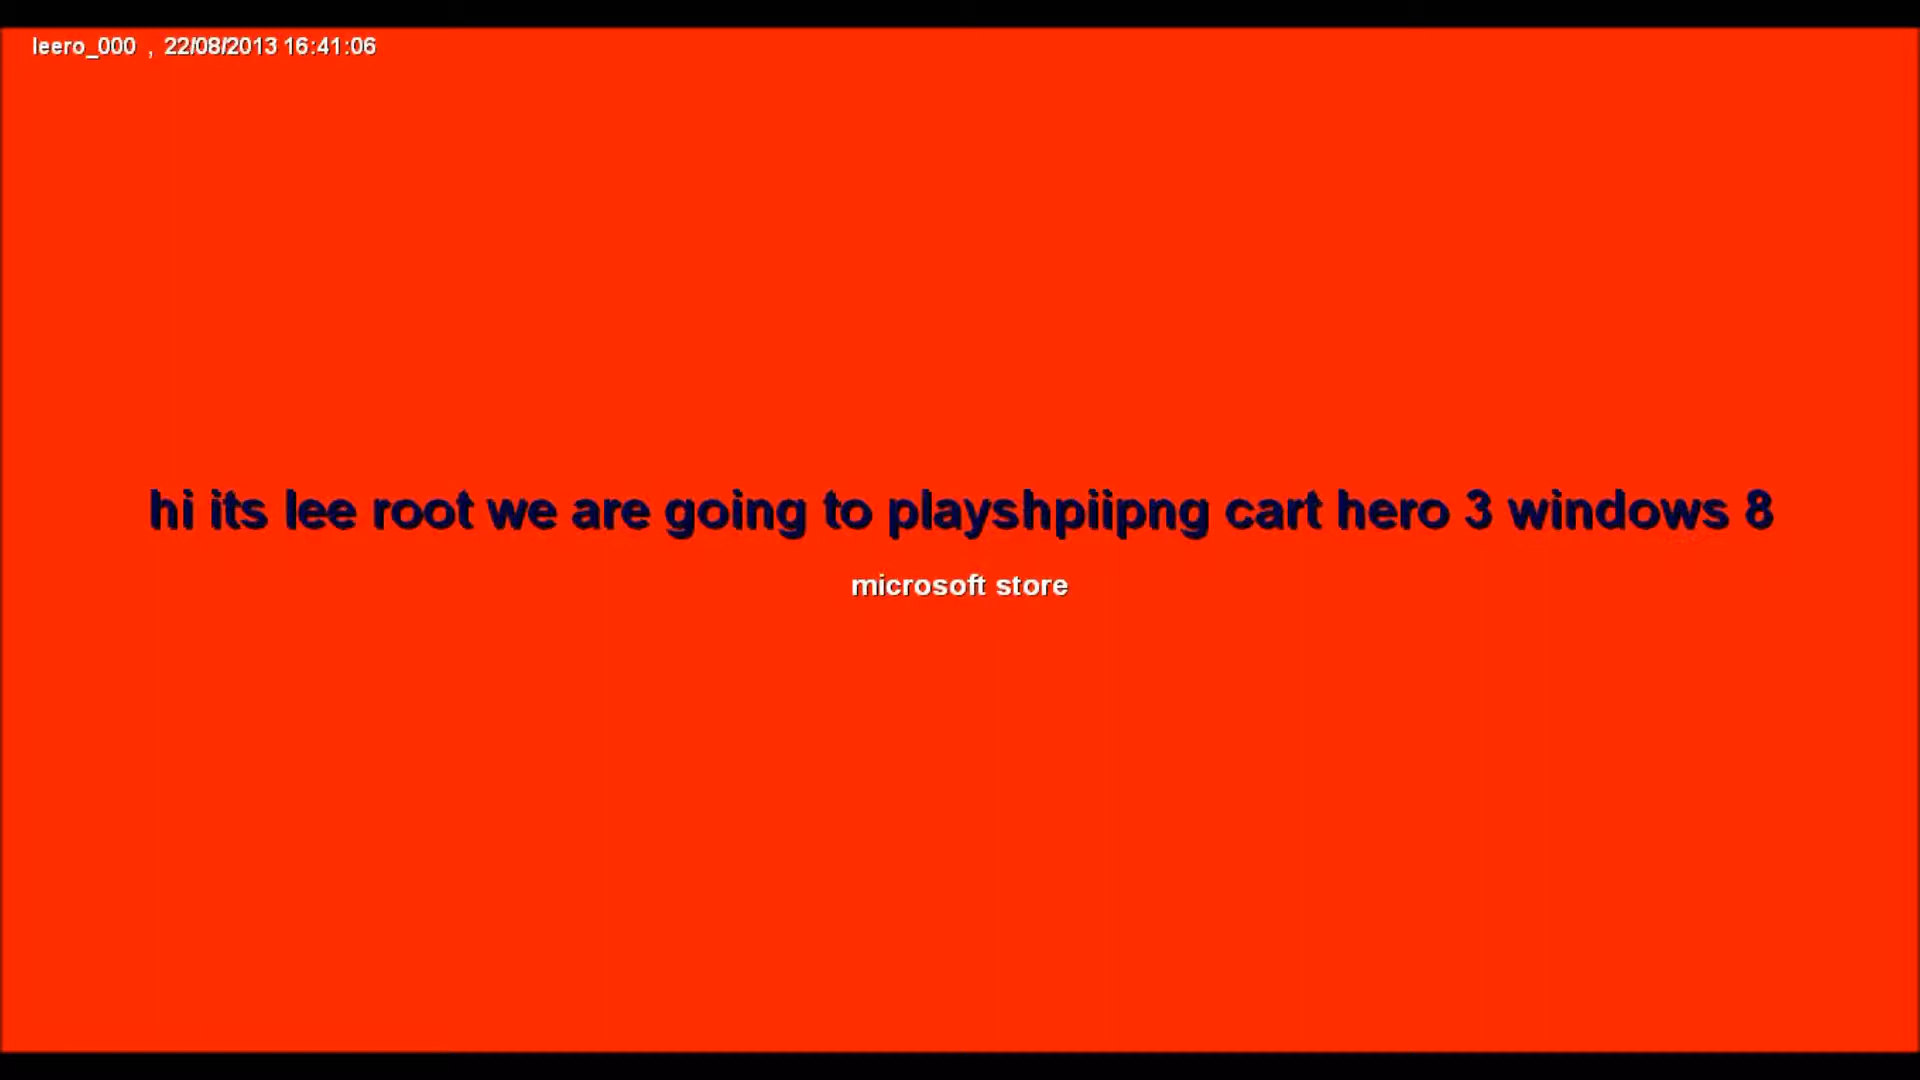 leero_000 , 22/08/2013 16:41:06
hi its lee root we are going to playshpiipng cart hero 3 windows 8
microsoft store